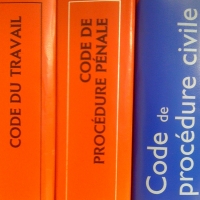 CODE DU TRAVAIL
CODE DE
PROCÉDURE PÉNALE
Code de
procédure civile